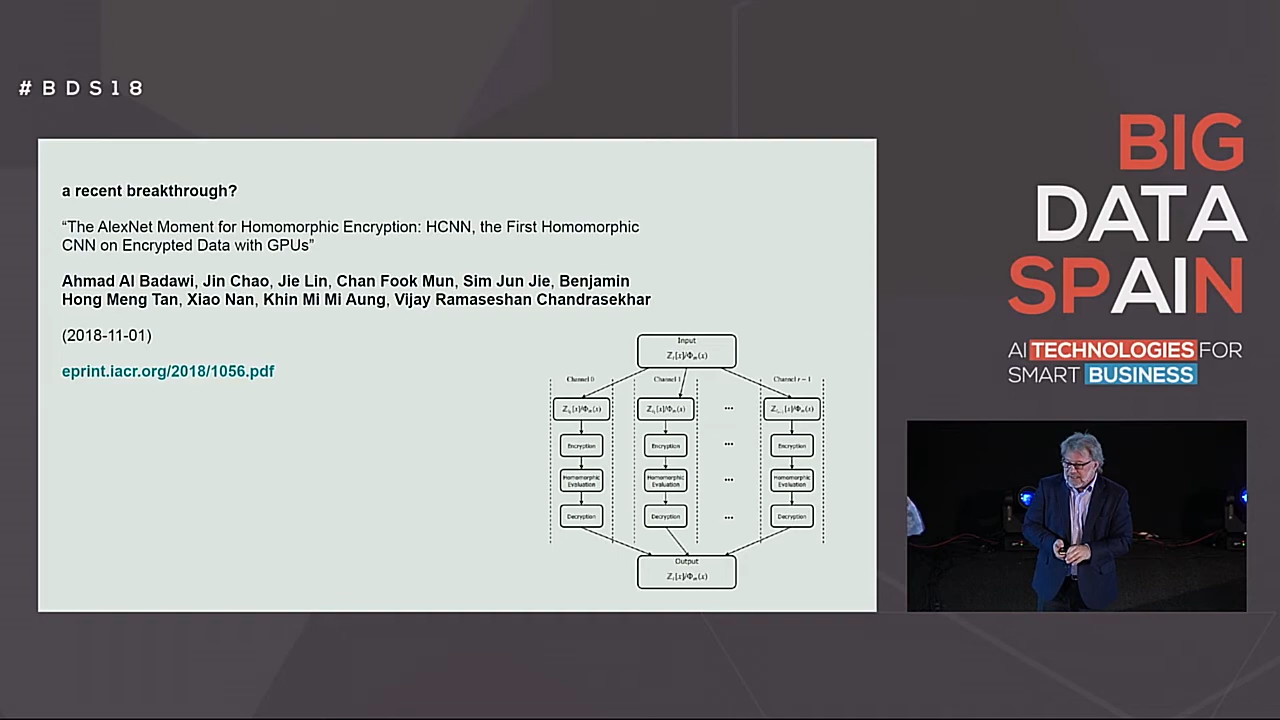 #BDS18
a recent breakthrough?
“The AlexNet Moment for Homomorphic Encryption: HCNN, the First Homomorphic
CNN on Encrypted Data with GPUs”
Ahmad Al Badawi, Jin Chao, Jie Lin, Chan Fook Mun, Sim Jun Jie, Benjamin
Hong Meng Tan, Xiao Nan, Khin Mi Mi Aung, Vijay Ramaseshan Chandrasekhar
(2018-11-01)
eprint.iacr.org/2018/1056.pdf
Input
Channel 0
Channel 1
Channel r − 1
...
Encryption
Encryption
...
Encryption
Homomorphic
Evaluation
Homomorphic
Evaluation
...
Homomorphic
Evaluation
Decryption
Decryption
...
Decryption
Output
BIG
DATA
SPAIN
AI TECHNOLOGIES FOR
SMART BUSINESS